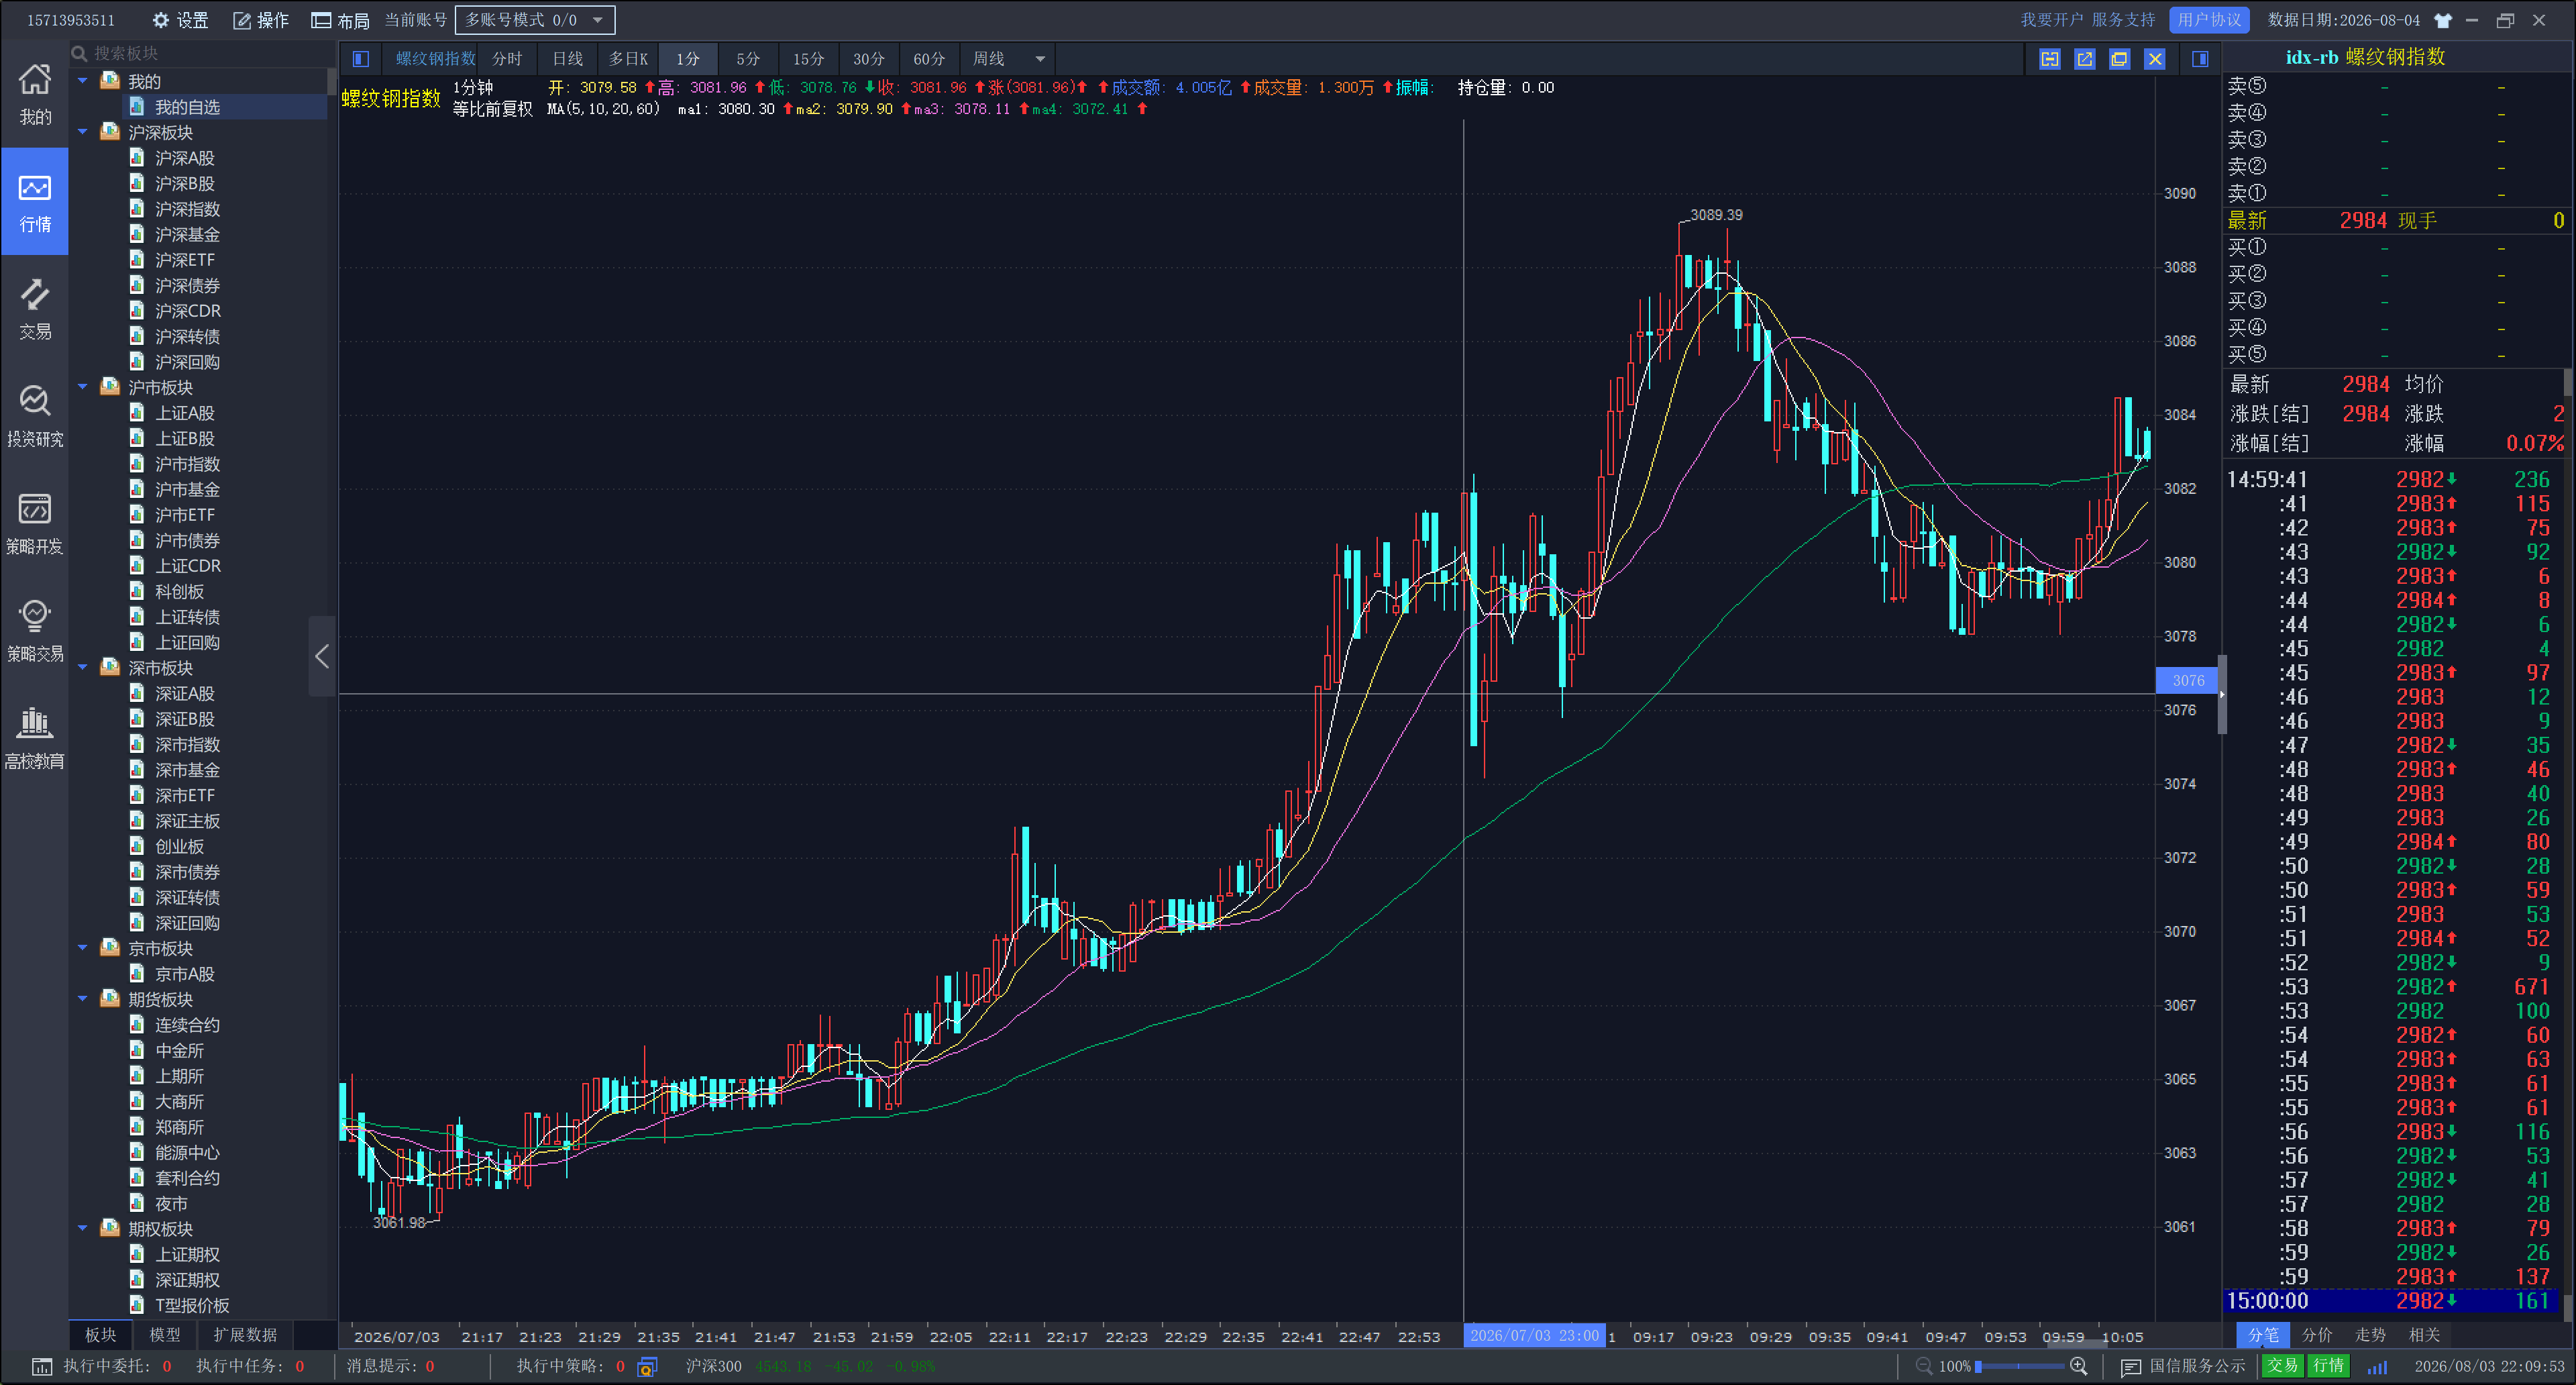 15713953511 设置 操作 布局 当前账号 多账号模式 0/0 我要开户 服务支持 用户协议 数据日期:2026-08-04
搜索板块
我的
行情
交易
投资研究
策略开发
策略交易
高校教育
我的
我的自选
沪深板块
沪深A股
沪深B股
沪深指数
沪深基金
沪深ETF
沪深债券
沪深CDR
沪深转债
沪深回购
沪市板块
上证A股
上证B股
沪市指数
沪市基金
沪市ETF
沪市债券
上证CDR
科创板
上证转债
上证回购
深市板块
深证A股
深证B股
深市指数
深市基金
深市ETF
深证主板
创业板
深市债券
深证转债
深证回购
京市板块
京市A股
期货板块
连续合约
中金所
上期所
大商所
郑商所
能源中心
套利合约
夜市
期权板块
上证期权
深证期权
T型报价板
板块 模型 扩展数据
螺纹钢指数 分时 日线 多日K 1分 5分 15分 30分 60分 周线
螺纹钢指数
1分钟 开: 3079.58 ↑高: 3081.96 ↑低: 3078.76 ↓收: 3081.96 ↑涨(3081.96)↑ ↑成交额: 4.005亿 ↑成交量: 1.300万 ↑振幅: 持仓量: 0.00
等比前复权 MA(5,10,20,60) ma1: 3080.30 ↑ma2: 3079.90 ↑ma3: 3078.11 ↑ma4: 3072.41 ↑
3089.39
3061.98
3090
3088
3086
3084
3082
3080
3078
3076
3076
3074
3072
3070
3067
3065
3063
3061
2026/07/03 21:17 21:23 21:29 21:35 21:41 21:47 21:53 21:59 22:05 22:11 22:17 22:23 22:29 22:35 22:41 22:47 22:53 2026/07/03 23:00 1 09:17 09:23 09:29 09:35 09:41 09:47 09:53 09:59 10:05
idx-rb 螺纹钢指数
卖⑤ - -
卖④ - -
卖③ - -
卖② - -
卖① - -
最新 2984 现手 0
买① - -
买② - -
买③ - -
买④ - -
买⑤ - -
最新 2984 均价
涨跌[结] 2984 涨跌 2
涨幅[结] 涨幅 0.07%
14:59:41 2982↓ 236
:41 2983↑ 115
:42 2983↑ 75
:43 2982↓ 92
:43 2983↑ 6
:44 2984↑ 8
:44 2982↓ 6
:45 2982 4
:45 2983↑ 97
:46 2983 12
:46 2983 9
:47 2982↓ 35
:48 2983↑ 46
:48 2983 40
:49 2983 26
:49 2984↑ 80
:50 2982↓ 28
:50 2983↑ 59
:51 2983 53
:51 2984↑ 52
:52 2982↓ 9
:53 2982↑ 671
:53 2982 100
:54 2982↑ 60
:54 2983↑ 63
:55 2983↑ 61
:55 2983↑ 61
:56 2983↓ 116
:56 2982↓ 53
:57 2982↓ 41
:57 2982 28
:58 2983↑ 79
:59 2982↓ 26
:59 2983↑ 137
15:00:00 2982↓ 161
分笔 分价 走势 相关
执行中委托: 0 执行中任务: 0 消息提示: 0 执行中策略: 0 沪深300 4543.18 -45.02 -0.98% 100% 国信服务公示 交易 行情 2026/08/03 22:09:53